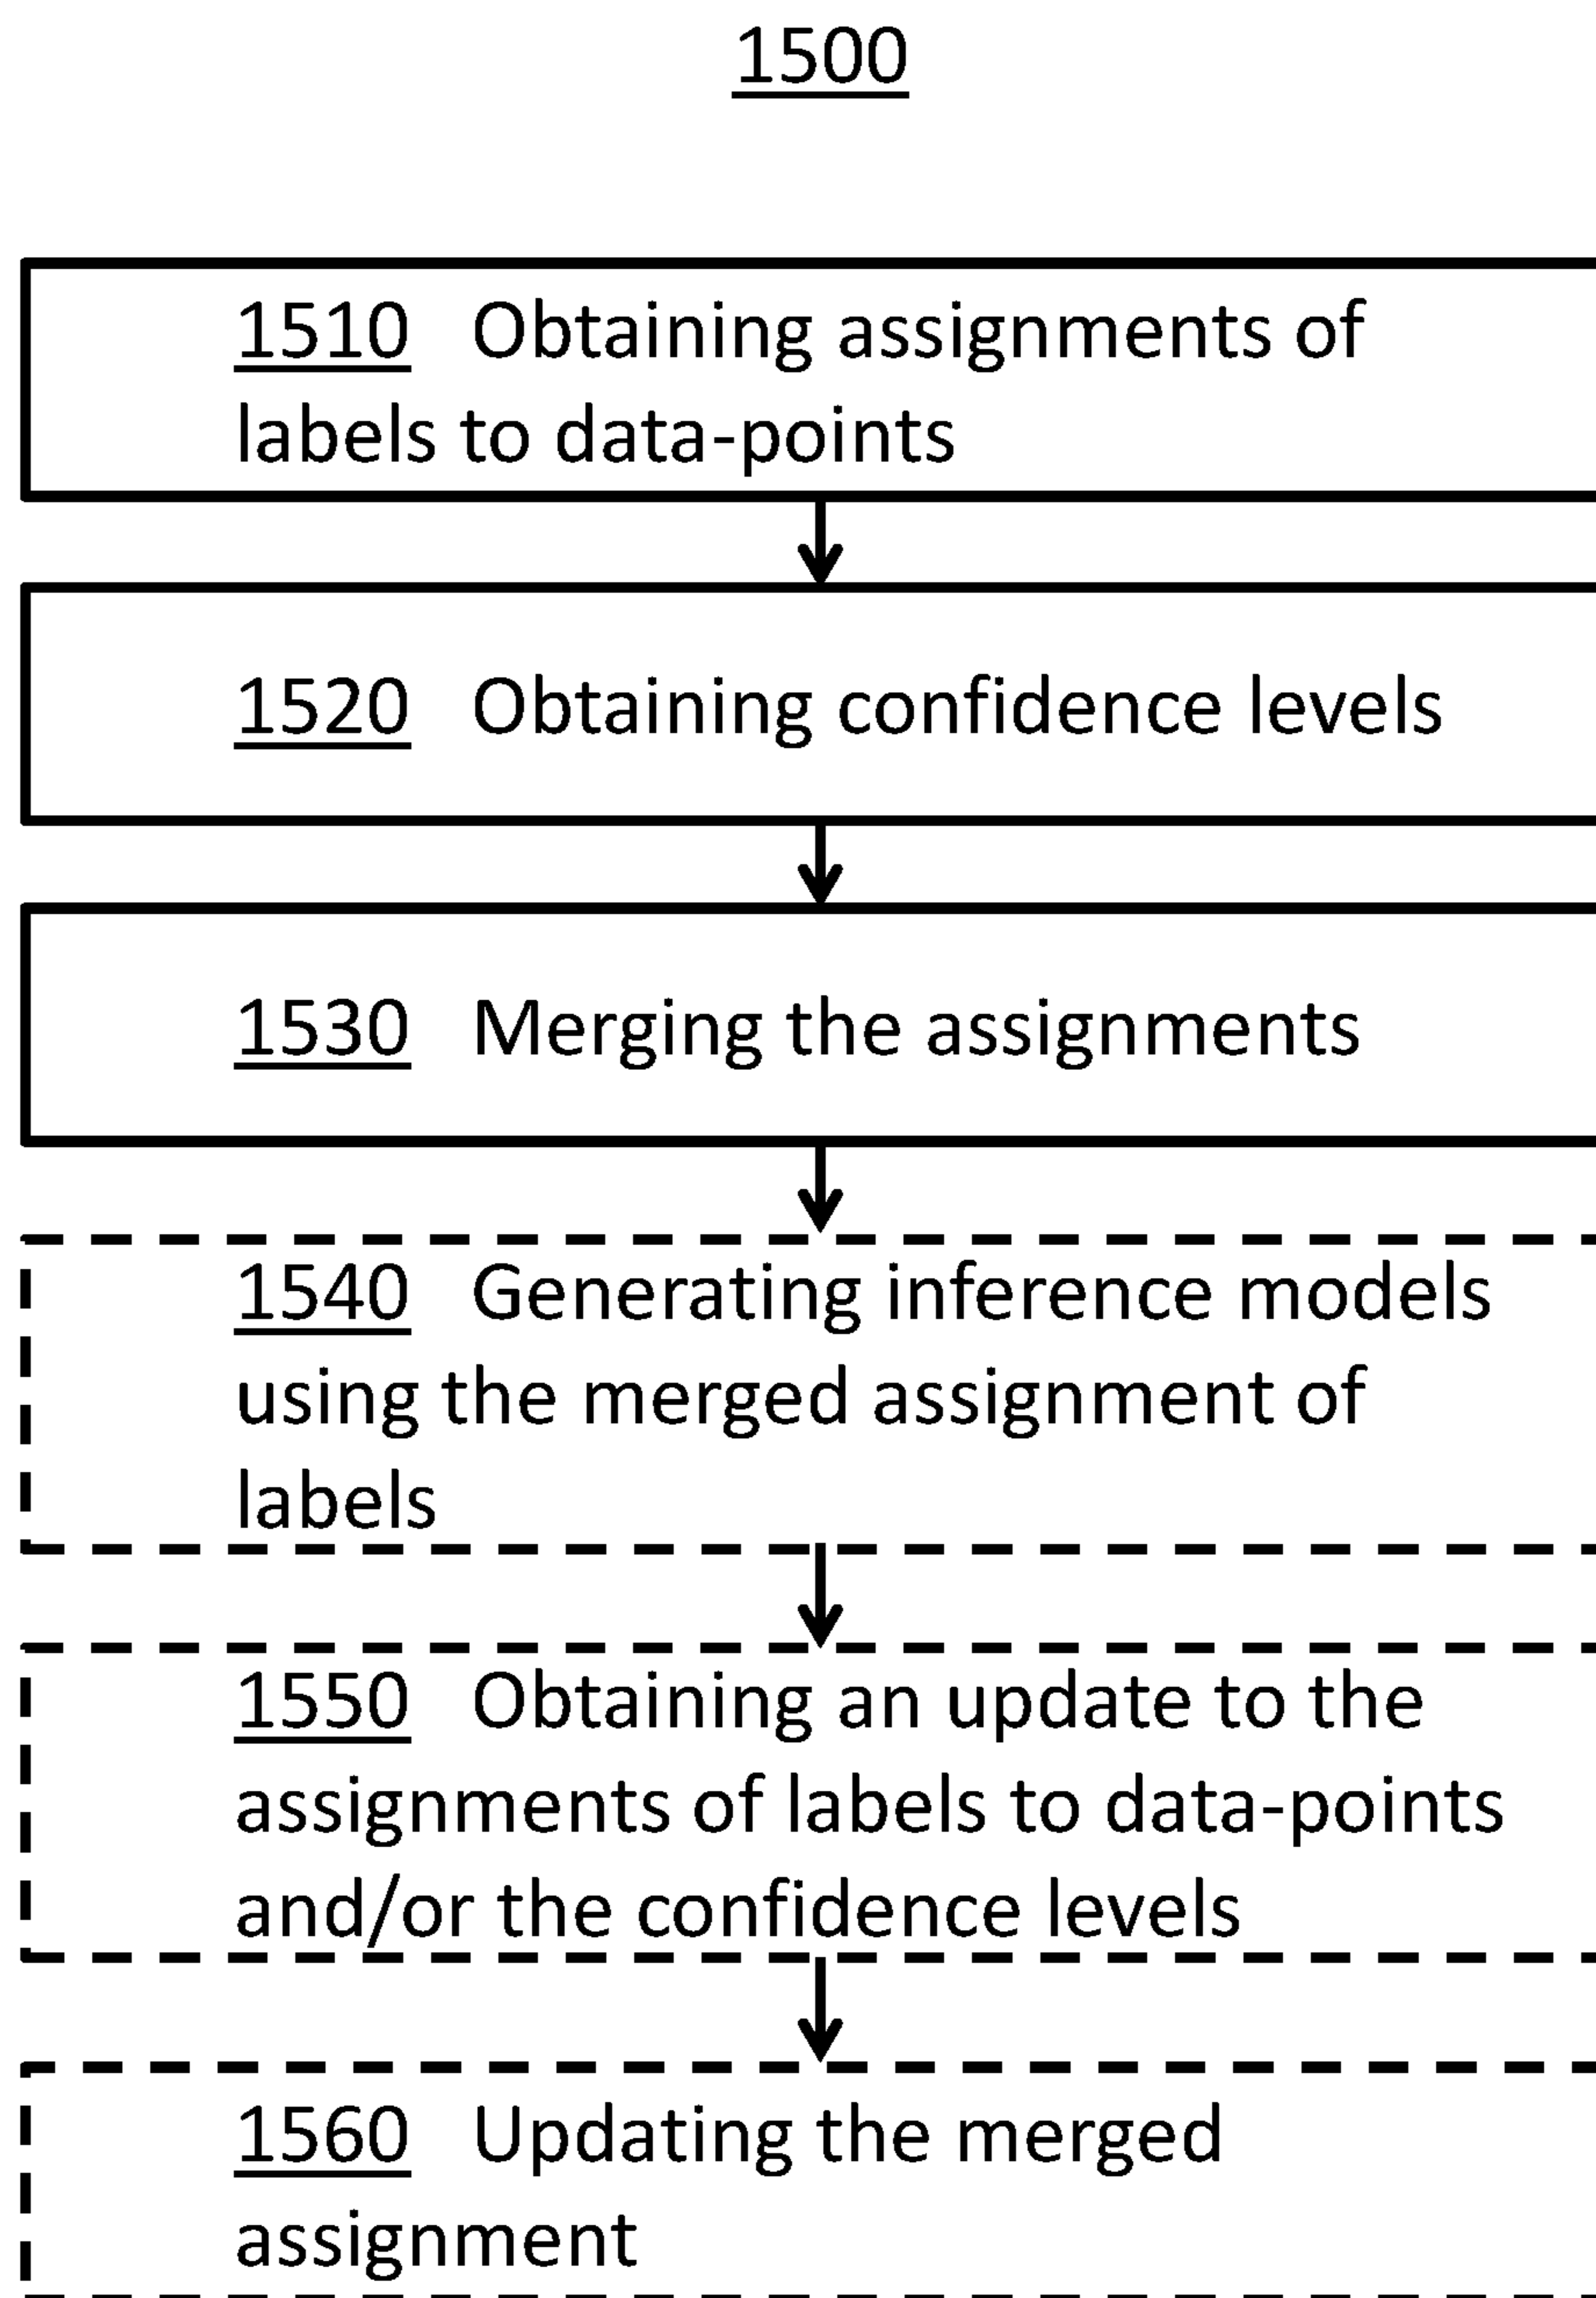 1500
1510 Obtaining assignments of
labels to data-points
1520 Obtaining confidence levels
1530 Merging the assignments
1540 Generating inference models
using the merged assignment of
labels
1550 Obtaining an update to the
assignments of labels to data-points
and/or the confidence levels
1560 Updating the merged
assignment